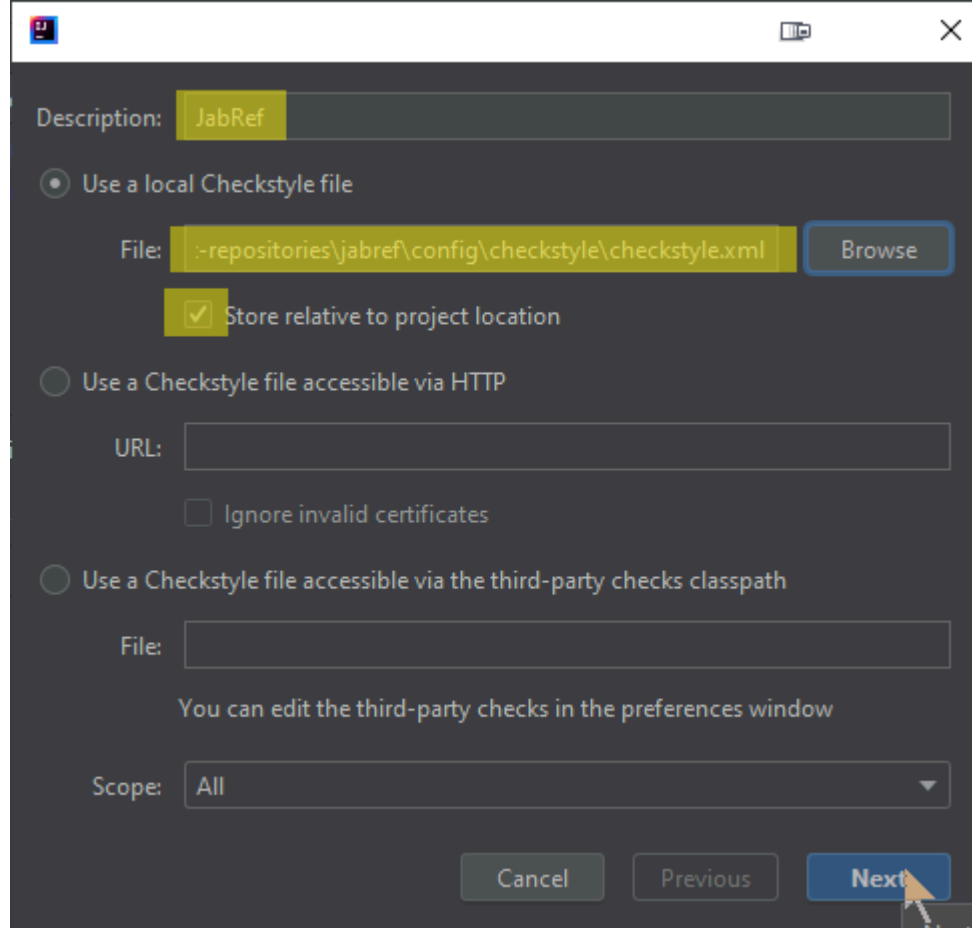 Description: JabRef
Use a local Checkstyle file
File: :-repositories\jabref\config\checkstyle\checkstyle.xml Browse
Store relative to project location
Use a Checkstyle file accessible via HTTP
URL:
Ignore invalid certificates
Use a Checkstyle file accessible via the third-party checks classpath
File:
You can edit the third-party checks in the preferences window
Scope: All
Cancel Previous Next